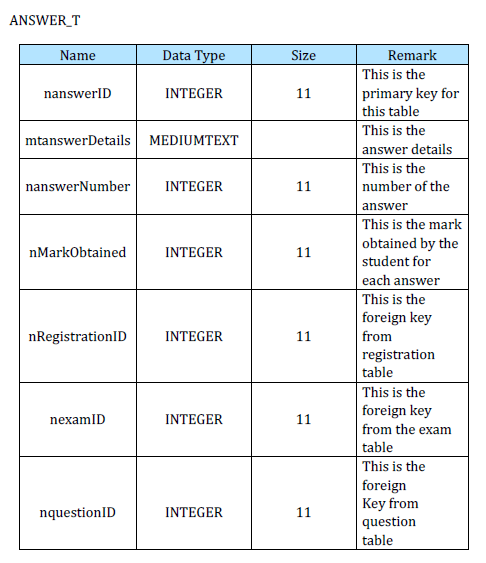 ANSWER_T
Name Data Type Size Remark
nanswerID INTEGER 11 This is the
primary key for
this table
mtanswerDetails MEDIUMTEXT This is the
answer details
nanswerNumber INTEGER 11 This is the
number of the
answer
nMarkObtained INTEGER 11 This is the mark
obtained by the
student for
each answer
nRegistrationID INTEGER 11 This is the
foreign key
from
registration
table
nexamID INTEGER 11 This is the
foreign key
from the exam
table
nquestionID INTEGER 11 This is the
foreign
Key from
question
table